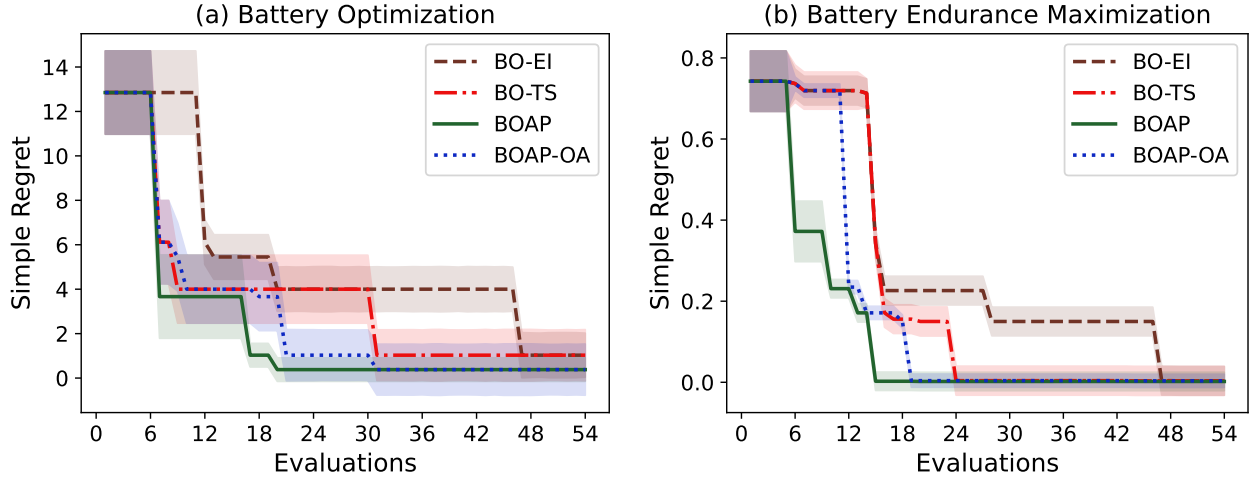 (a) Battery Optimization
Simple Regret
14
12
10
8
6
4
2
0
BO-EI
BO-TS
BOAP
BOAP-OA
0 6 12 18 24 30 36 42 48 54
Evaluations
(b) Battery Endurance Maximization
Simple Regret
0.8
0.6
0.4
0.2
0.0
BO-EI
BO-TS
BOAP
BOAP-OA
0 6 12 18 24 30 36 42 48 54
Evaluations